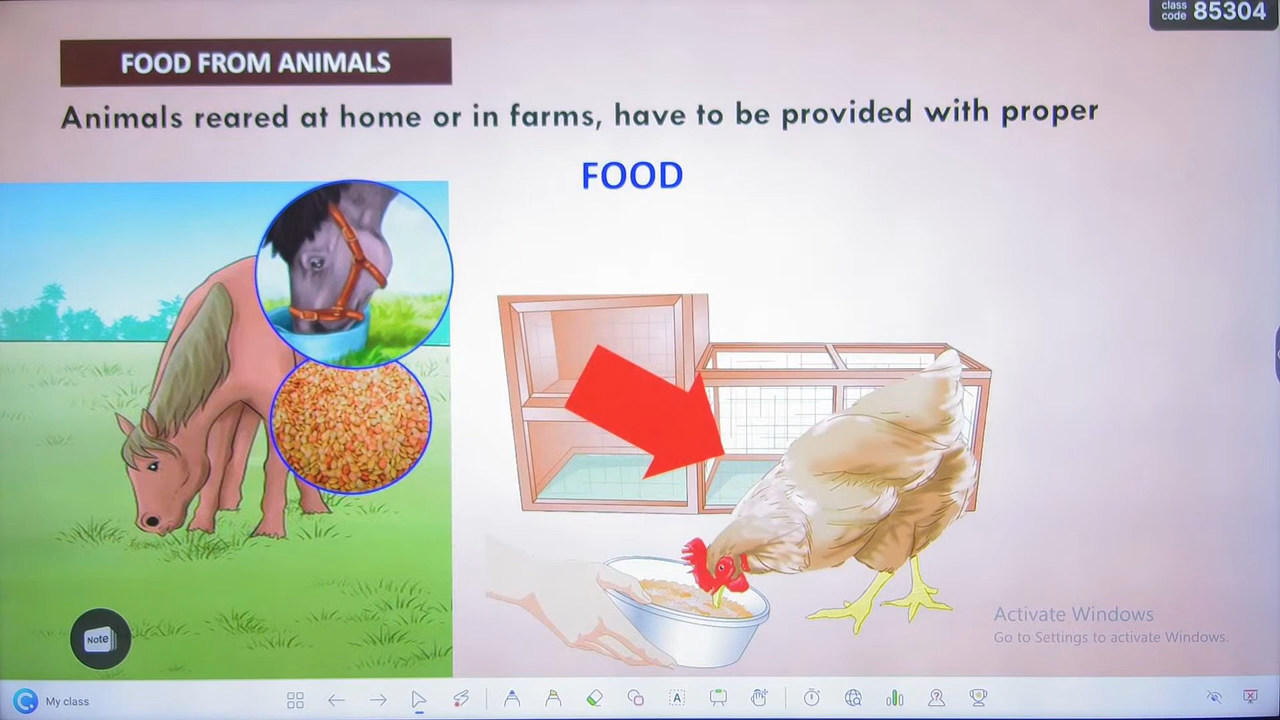 class
code 85304
FOOD FROM ANIMALS
Animals reared at home or in farms, have to be provided with proper
FOOD
Activate Windows
Go to Settings to activate Windows.
Note
My class
A